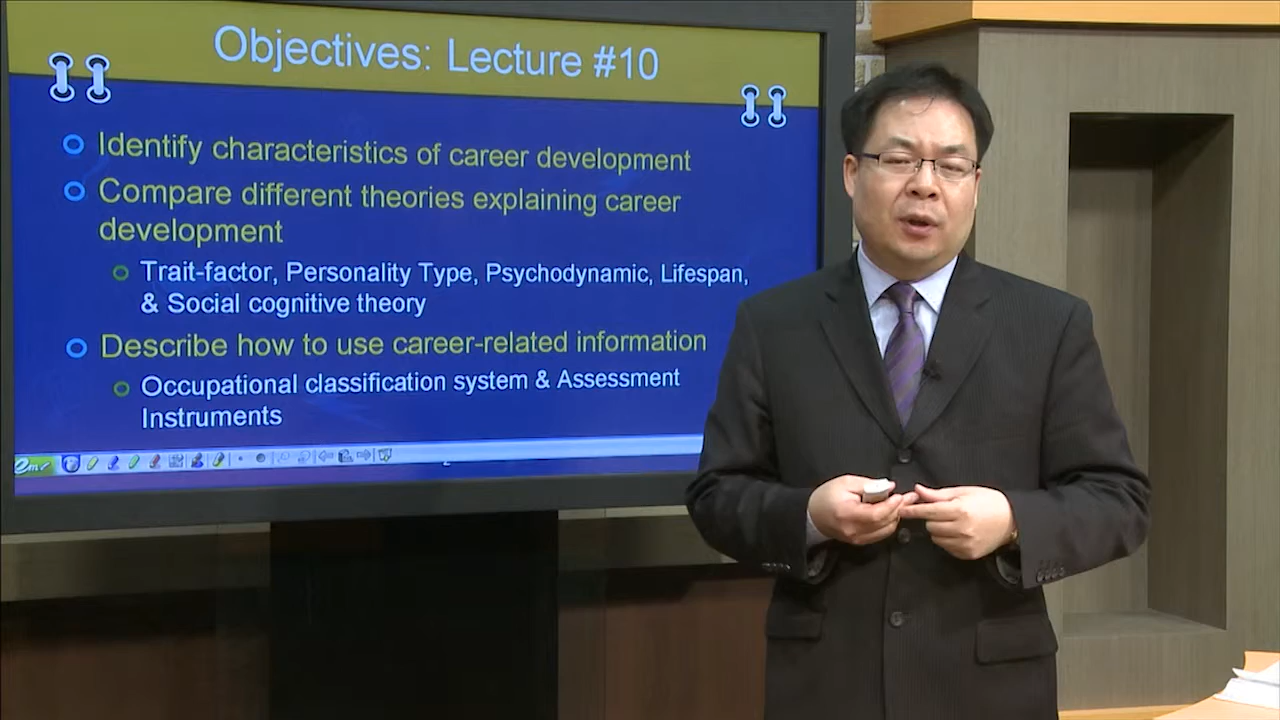 Objectives: Lecture #10
Identify characteristics of career development
Compare different theories explaining career
development
Trait-factor, Personality Type, Psychodynamic, Lifespan,
& Social cognitive theory
Describe how to use career-related information
Occupational classification system & Assessment
Instruments